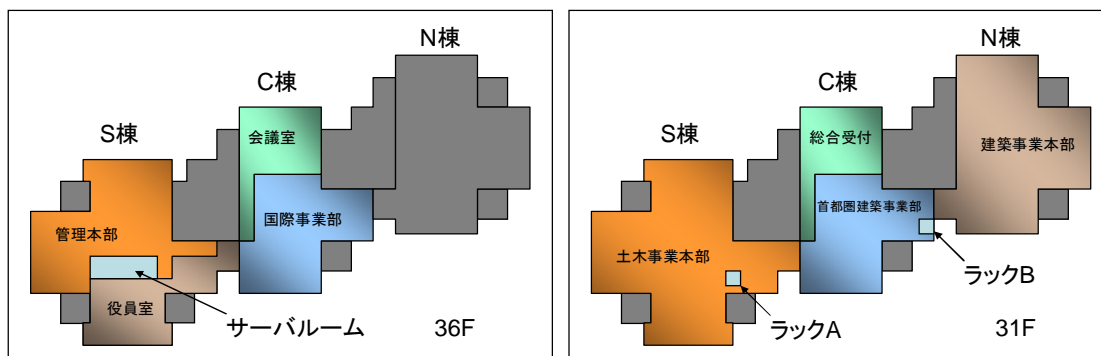 N棟
C棟
S棟
会議室
国際事業部
管理本部
役員室
サーバルーム
36F
N棟
C棟
S棟
総合受付
建築事業本部
首都圏建築事業部
土木事業本部
ラックB
ラックA
31F